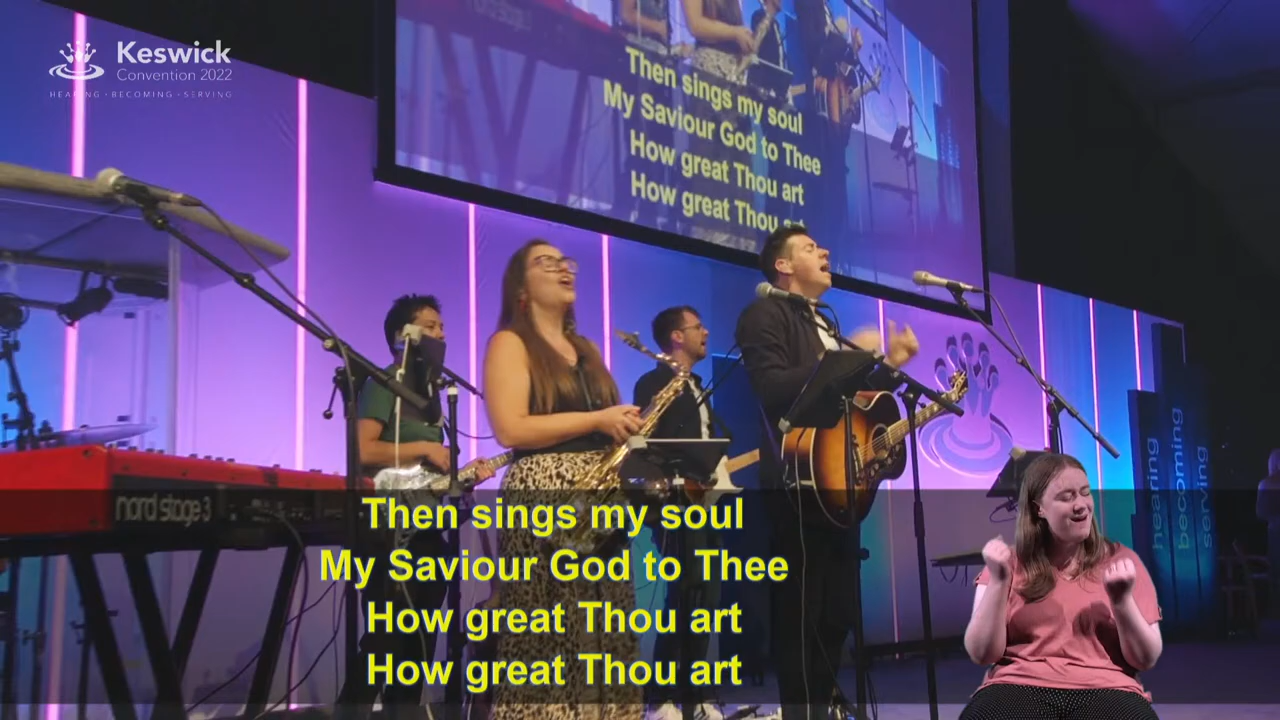 Keswick
Convention 2022
HEARING · BECOMING · SERVING
Then sings my soul
My Saviour God to Thee
How great Thou art
How great Thou
nord stage 3
hearing
becoming
serving
Then sings my soul
My Saviour God to Thee
How great Thou art
How great Thou art